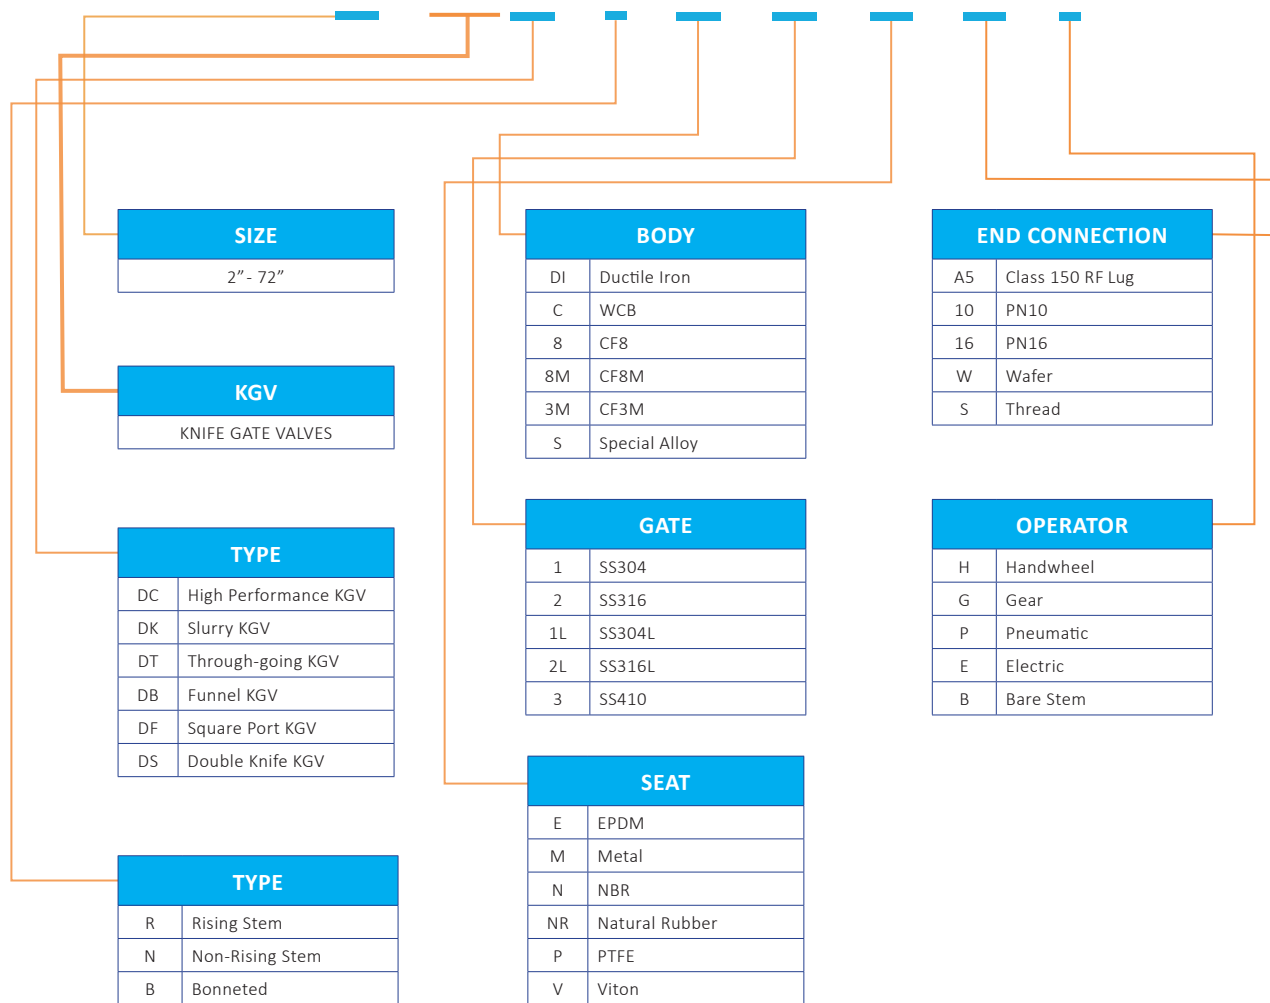 SIZE
2” - 72”
KGV
KNIFE GATE VALVES
TYPE
DC High Performance KGV
DK Slurry KGV
DT Through-going KGV
DB Funnel KGV
DF Square Port KGV
DS Double Knife KGV
TYPE
R Rising Stem
N Non-Rising Stem
B Bonneted
BODY
DI Ductile Iron
C WCB
8 CF8
8M CF8M
3M CF3M
S Special Alloy
GATE
1 SS304
2 SS316
1L SS304L
2L SS316L
3 SS410
SEAT
E EPDM
M Metal
N NBR
NR Natural Rubber
P PTFE
V Viton
END CONNECTION
A5 Class 150 RF Lug
10 PN10
16 PN16
W Wafer
S Thread
OPERATOR
H Handwheel
G Gear
P Pneumatic
E Electric
B Bare Stem